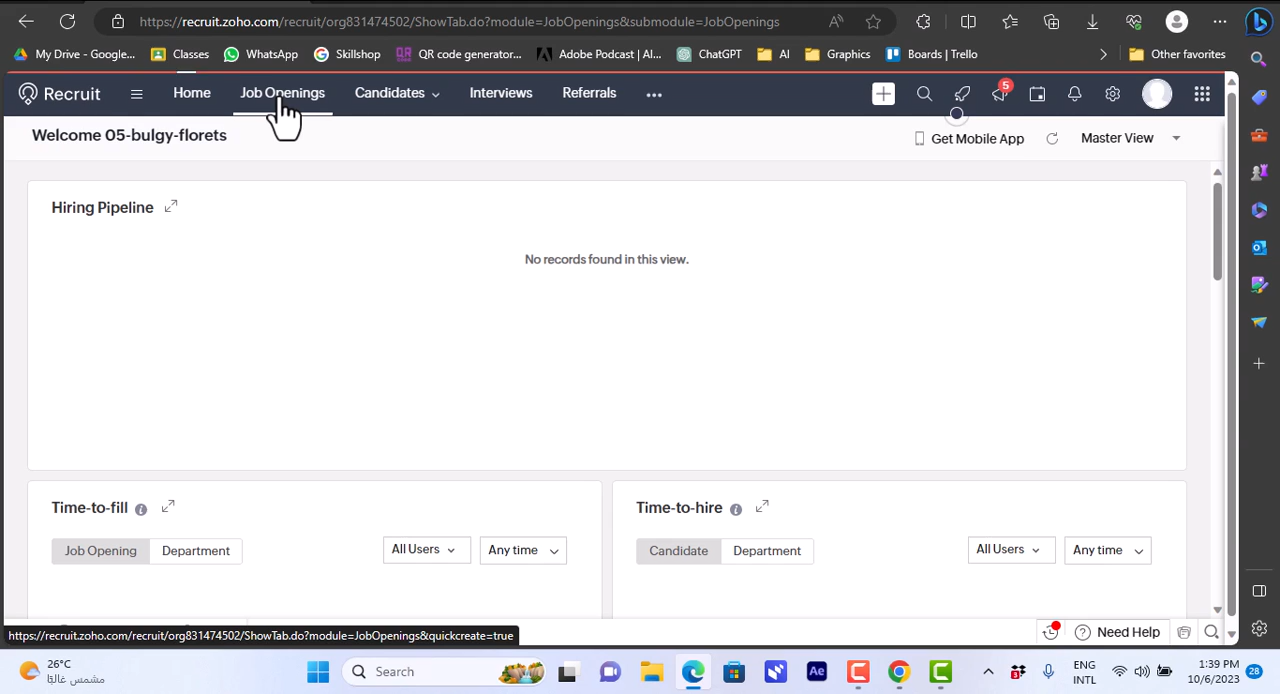 https://recruit.zoho.com/recruit/org831474502/ShowTab.do?module=JobOpenings&submodule=JobOpenings
My Drive - Google... Classes WhatsApp Skillshop QR code generator... Adobe Podcast | AI... ChatGPT AI Graphics Boards | Trello Other favorites
Recruit Home Job Openings Candidates Interviews Referrals 5
Welcome 05-bulgy-florets Get Mobile App Master View
Hiring Pipeline
No records found in this view.
Time-to-fill Time-to-hire
Job Opening Department All Users Any time Candidate Department All Users Any time
https://recruit.zoho.com/recruit/org831474502/ShowTab.do?module=JobOpenings&quickcreate=true
Need Help
26°C
مشمس غالبًا
Search
Ae
3
ENG
INTL
1:39 PM
10/6/2023
28